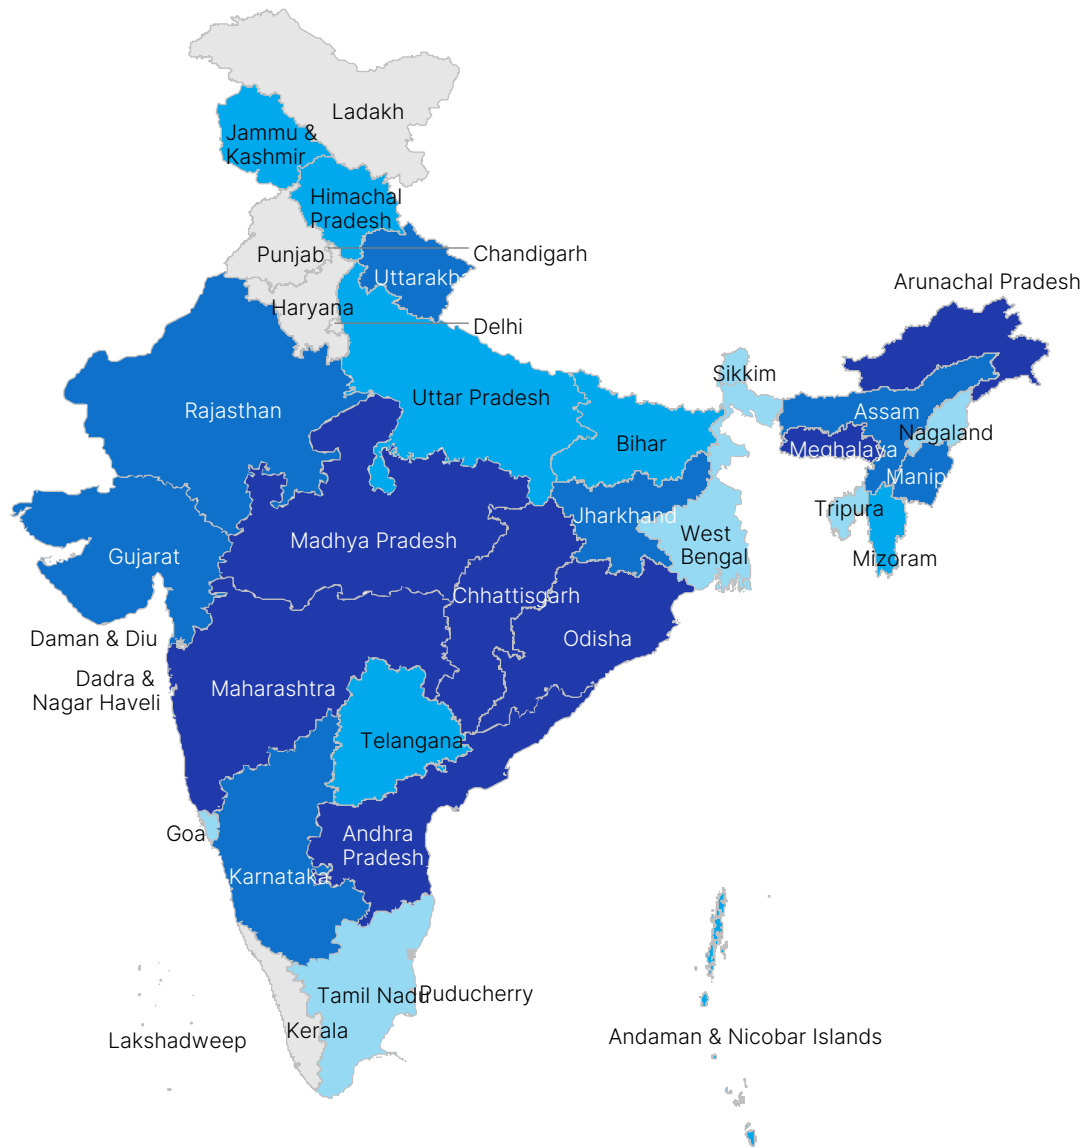 Ladakh
Jammu &
Kashmir
Himachal
Pradesh
Punjab
Chandigarh
Uttarakh
Haryana
Delhi
Arunachal Pradesh
Sikkim
Rajasthan
Uttar Pradesh
Bihar
Assam
Nagaland
Meghalaya
Manip
Tripura
Mizoram
Jharkhand
West
Bengal
Gujarat
Madhya Pradesh
Chhattisgarh
Odisha
Daman & Diu
Dadra &
Nagar Haveli
Maharashtra
Telangana
Goa
Andhra
Pradesh
Karnataka
Tamil Nadu
Puducherry
Kerala
Lakshadweep
Andaman & Nicobar Islands